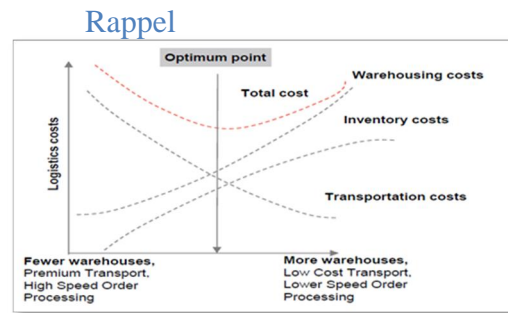 Rappel
Optimum point
Warehousing costs
Total cost
Inventory costs
Logistics costs
Transportation costs
Fewer warehouses,
Premium Transport,
High Speed Order
Processing
More warehouses,
Low Cost Transport,
Lower Speed Order
Processing